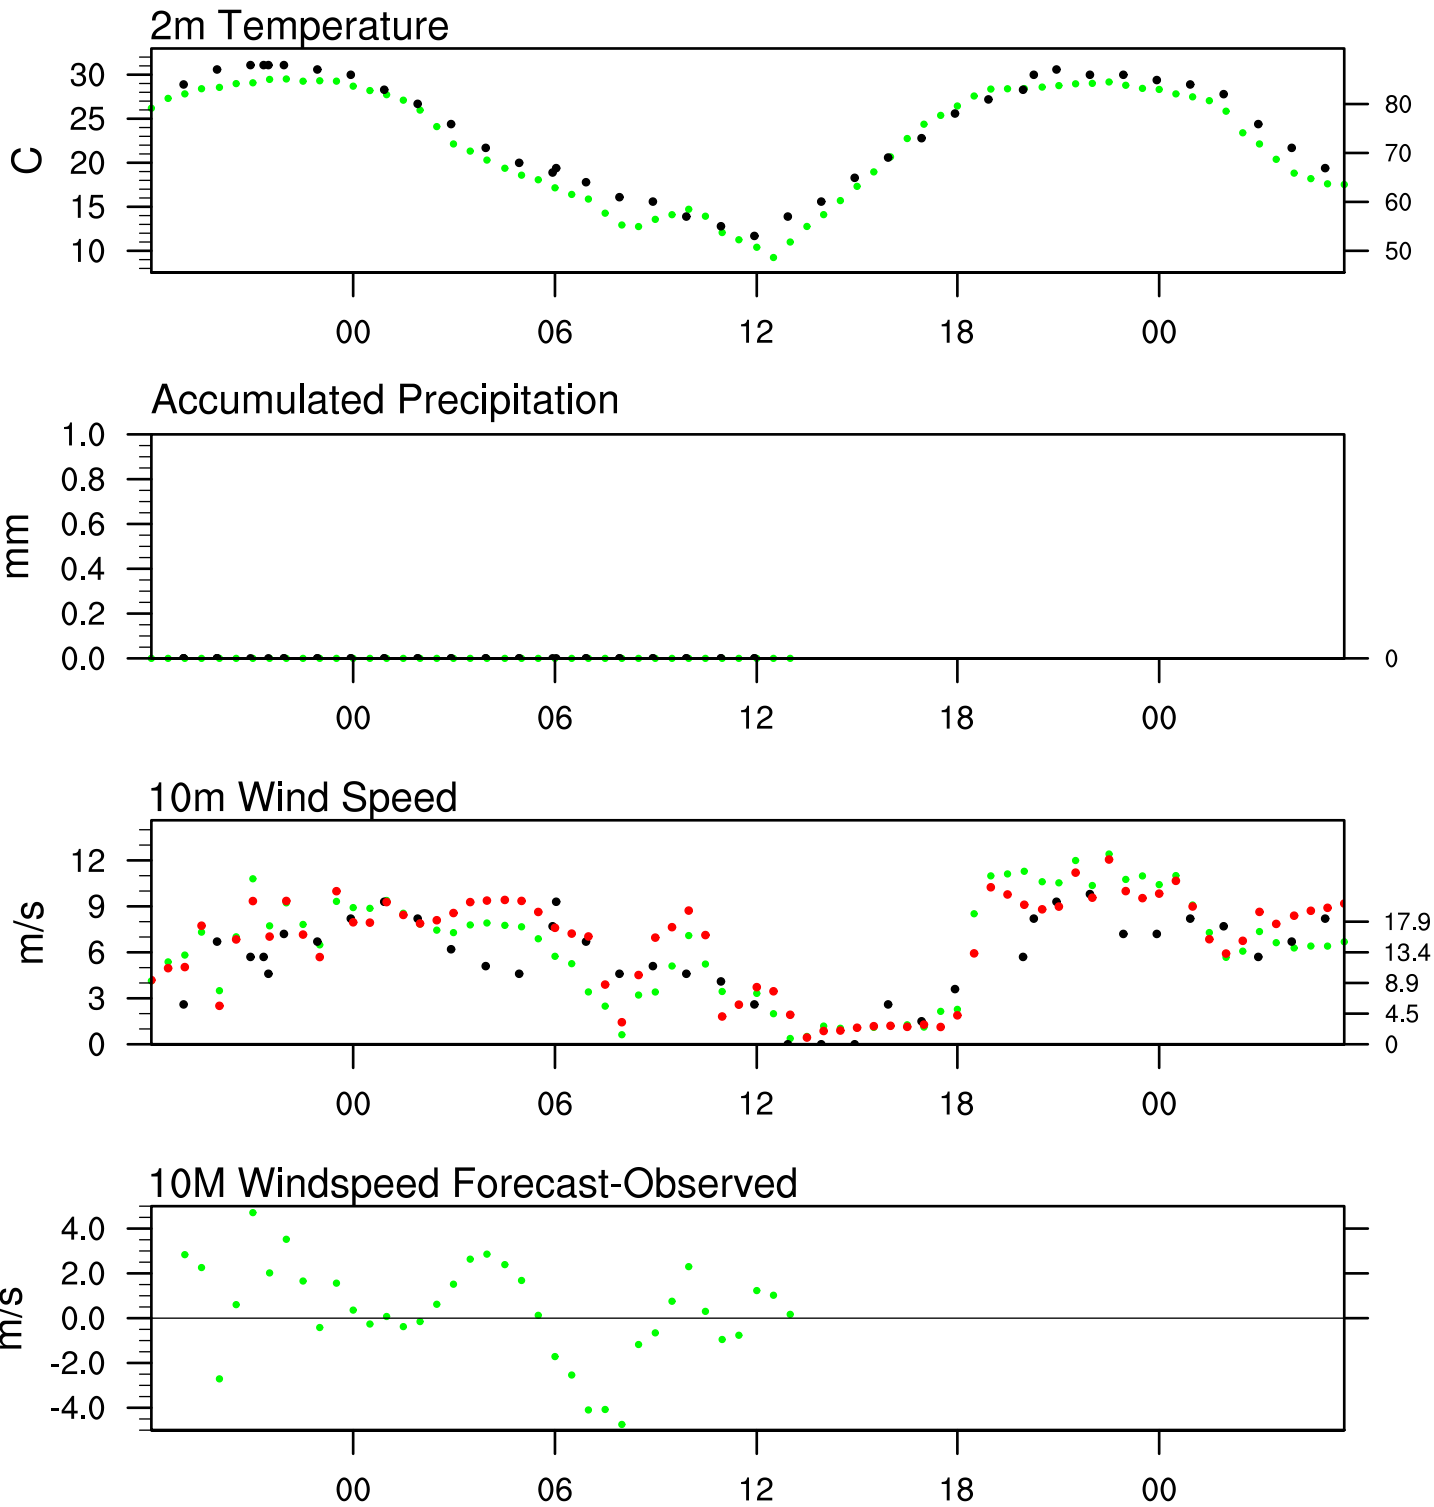 2m Temperature
30
25
20
15
10
C
80
70
60
50
00 06 12 18 00
Accumulated Precipitation
1.0
0.8
0.6
0.4
0.2
0.0
mm
0
00 06 12 18 00
10m Wind Speed
12
9
6
3
0
m/s
17.9
13.4
8.9
4.5
0
00 06 12 18 00
10M Windspeed Forecast-Observed
4.0
2.0
0.0
-2.0
-4.0
m/s
00 06 12 18 00